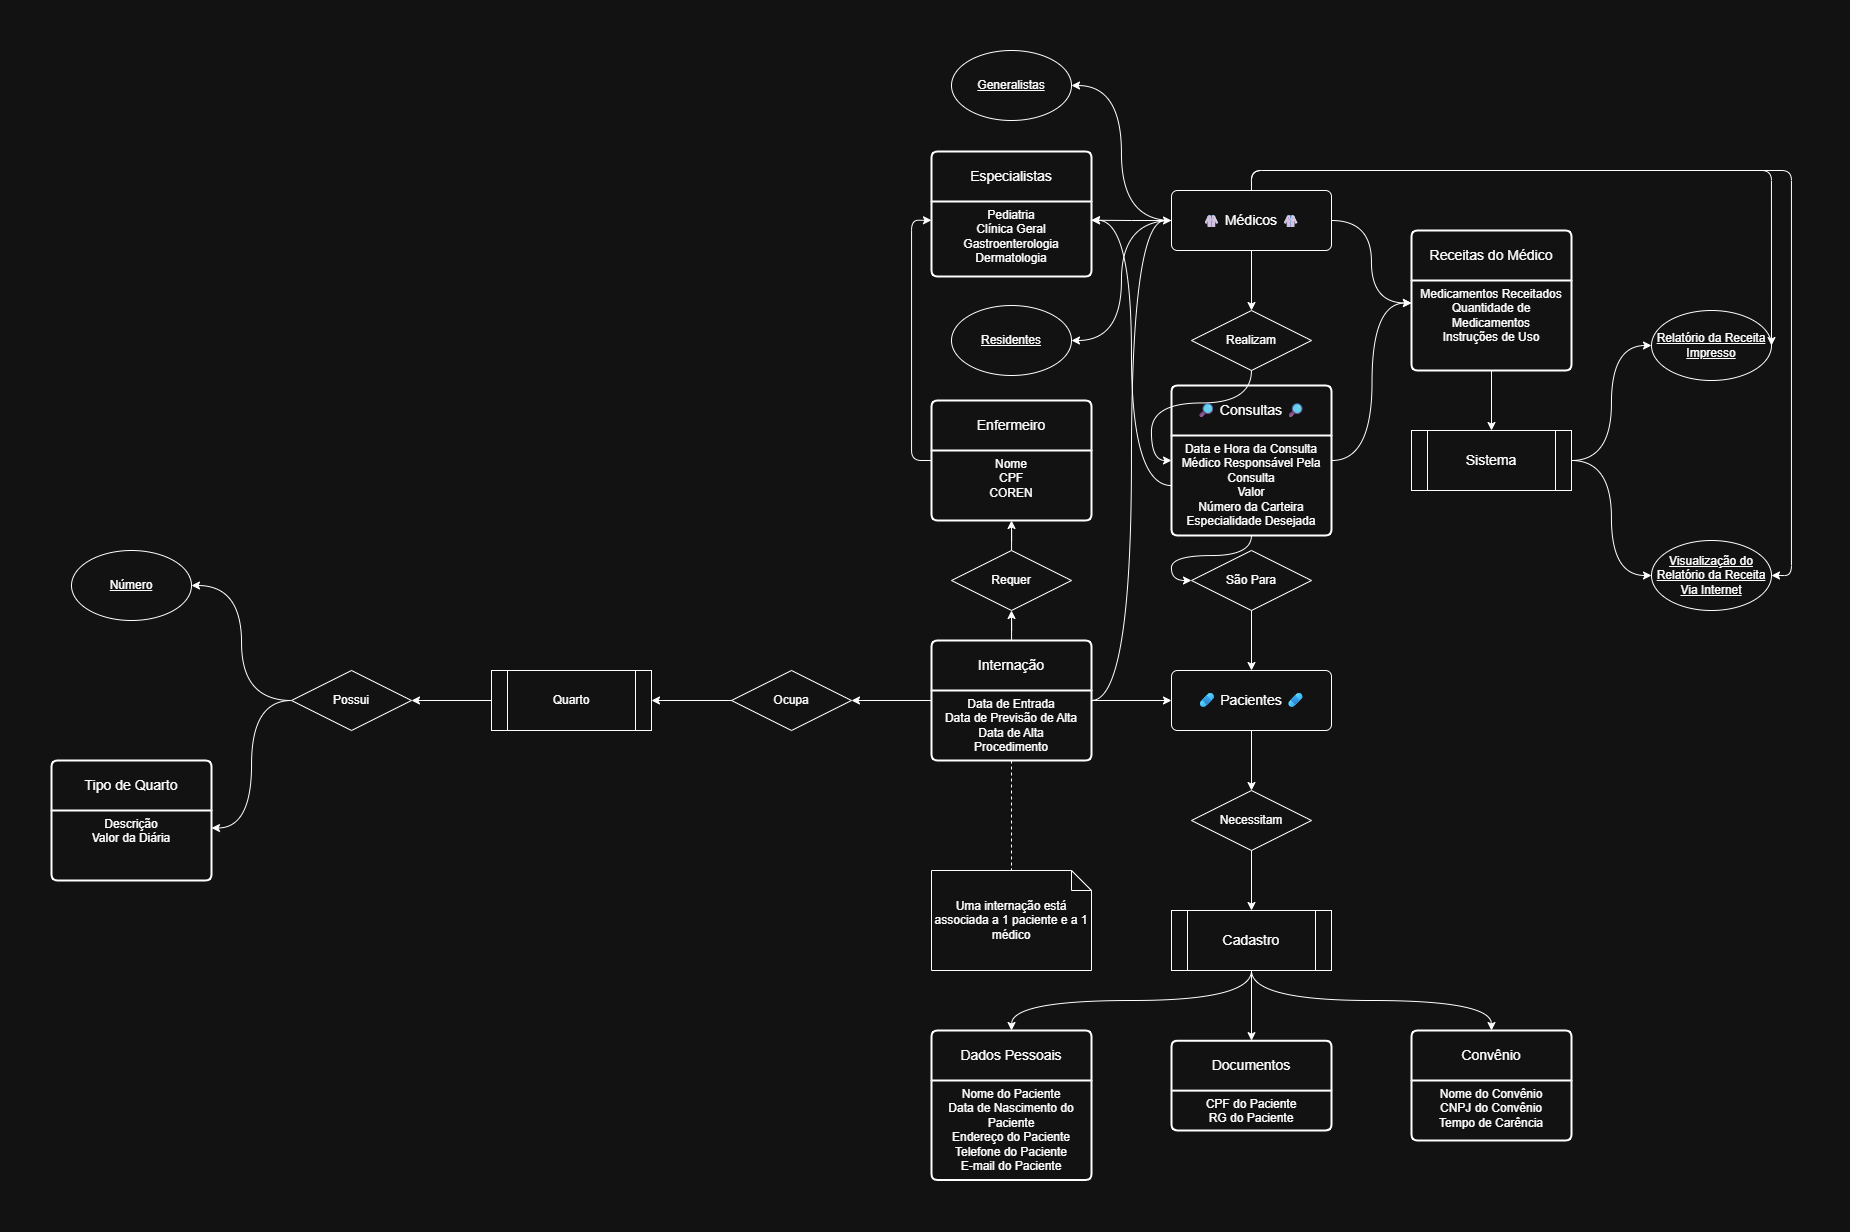 Generalistas
Especialistas
Pediatria
Clínica Geral
Gastroenterologia
Dermatologia
Médicos
Receitas do Médico
Medicamentos Receitados
Quantidade de
Medicamentos
Instruções de Uso
Residentes
Realizam
Relatório da Receita
Impresso
Enfermeiro
Nome
CPF
COREN
Consultas
Data e Hora da Consulta
Médico Responsável Pela
Consulta
Valor
Número da Carteira
Especialidade Desejada
Sistema
Número
Requer
São Para
Visualização do
Relatório da Receita
Via Internet
Possui
Quarto
Ocupa
Internação
Data de Entrada
Data de Previsão de Alta
Data de Alta
Procedimento
Pacientes
Tipo de Quarto
Descrição
Valor da Diária
Necessitam
Uma internação está
associada a 1 paciente e a 1
médico
Cadastro
Dados Pessoais
Nome do Paciente
Data de Nascimento do
Paciente
Endereço do Paciente
Telefone do Paciente
E-mail do Paciente
Documentos
CPF do Paciente
RG do Paciente
Convênio
Nome do Convênio
CNPJ do Convênio
Tempo de Carência